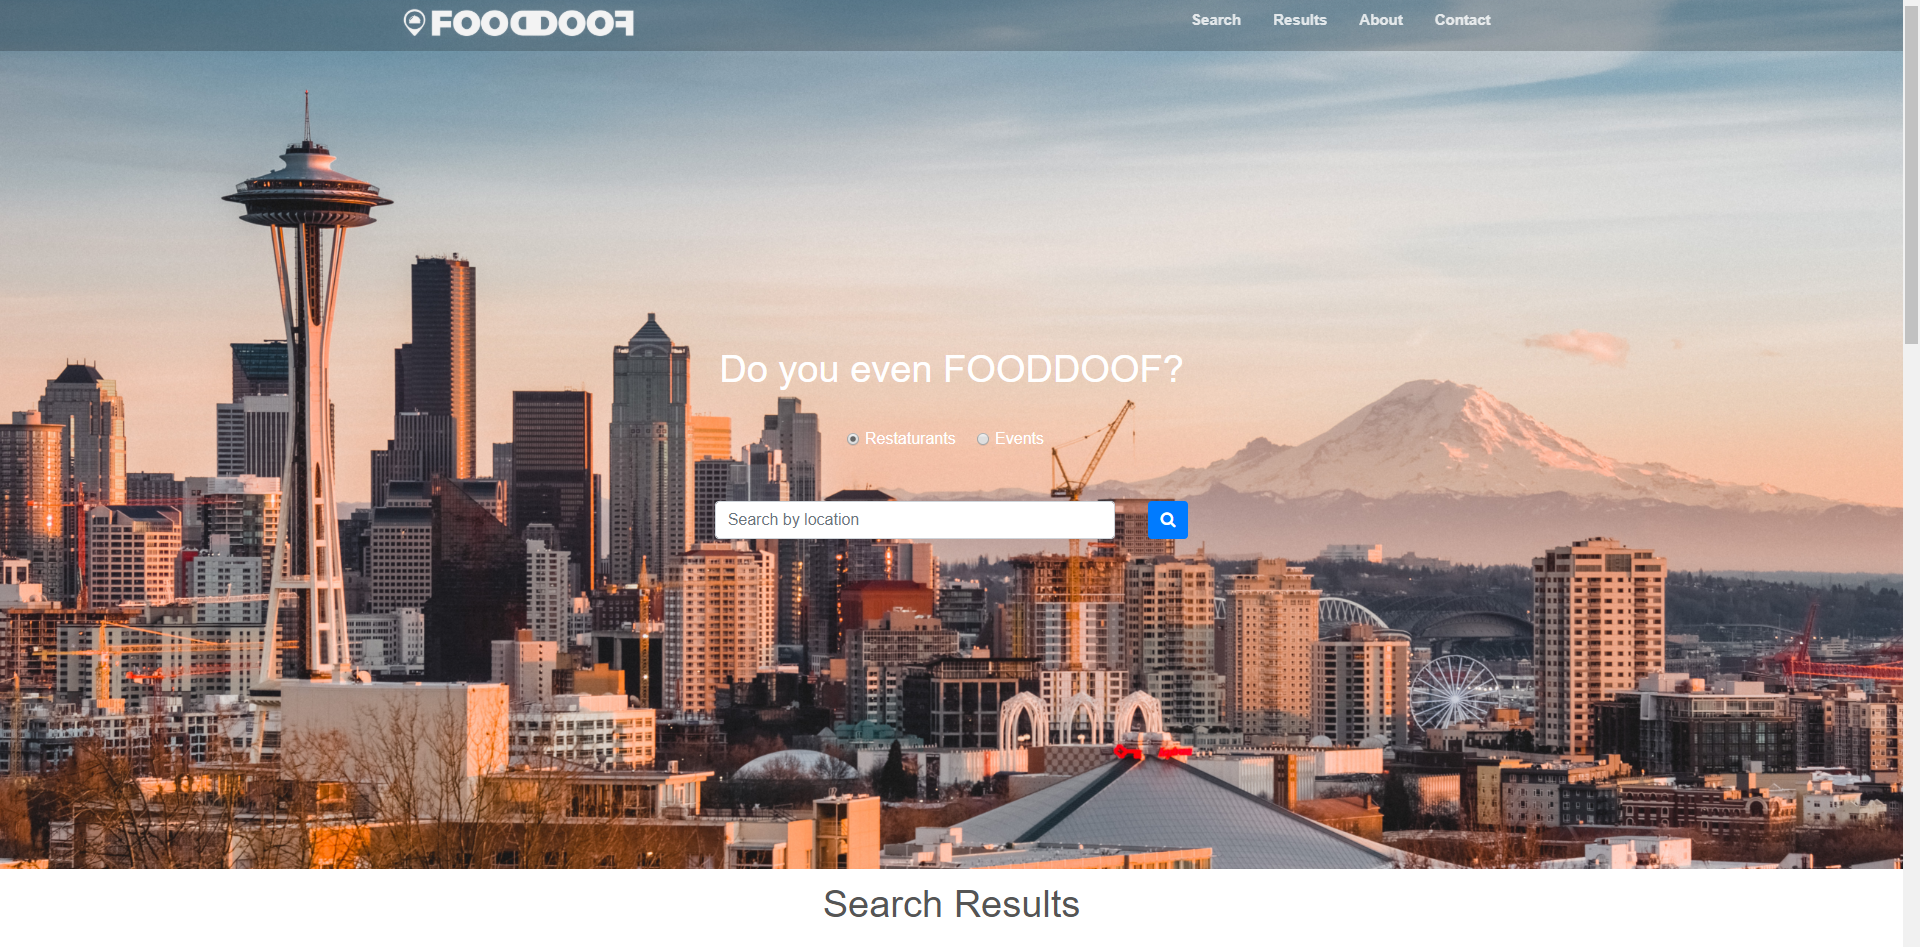 FOODDOOF
Search Results About Contact
Do you even FOODDOOF?
Restaturants Events
Search by location
Search Results